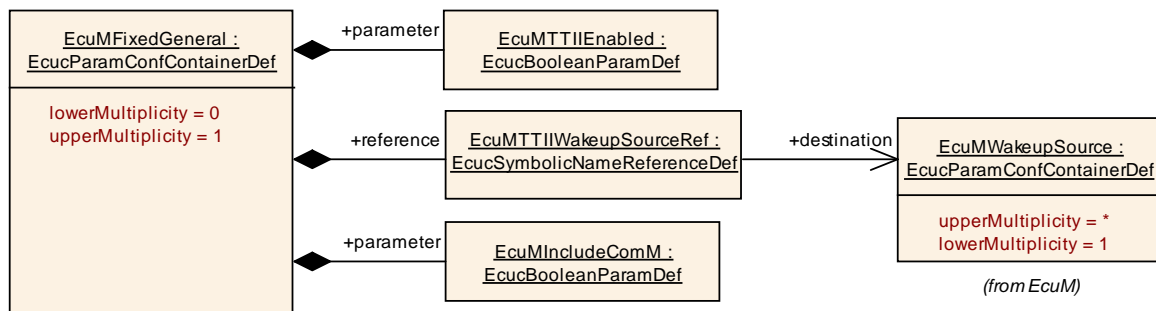 EcuMFixedGeneral :
EcucParamConfContainerDef
lowerMultiplicity = 0
upperMultiplicity = 1
+parameter
EcuMTTIIEnabled :
EcucBooleanParamDef
+reference
EcuMTTIIWakeupSourceRef :
EcucSymbolicNameReferenceDef
+destination
EcuMWakeupSource :
EcucParamConfContainerDef
upperMultiplicity = *
lowerMultiplicity = 1
(from EcuM)
+parameter
EcuMIncludeComM :
EcucBooleanParamDef